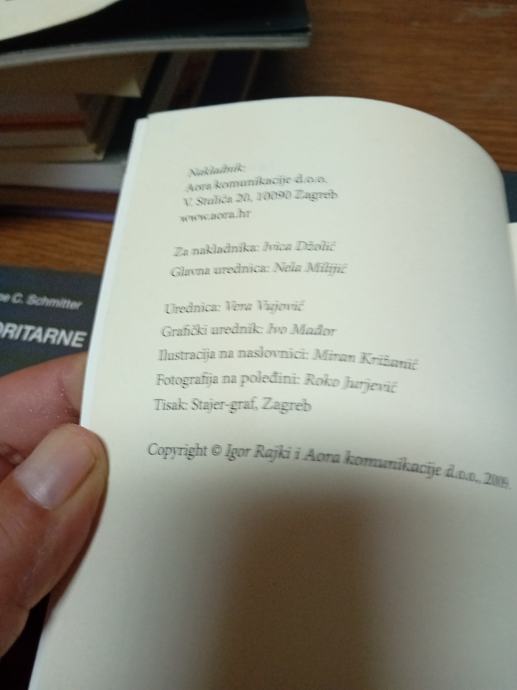 Nakladnik:
Aora komunikacije d.o.o.
V. Stulića 20, 10090 Zagreb
www.aora.hr
Za nakladnika: Ivica Džolić
Glavna urednica: Nela Milijić
Urednica: Vera Vujović
Grafički urednik: Ivo Mađor
Ilustracija na naslovnici: Miran Križanić
Fotografija na poleđini: Roko Jurjević
Tisak: Stajer-graf, Zagreb
Copyright © Igor Rajki i Aora komunikacije d.o.o., 2009.
C. Schmitter